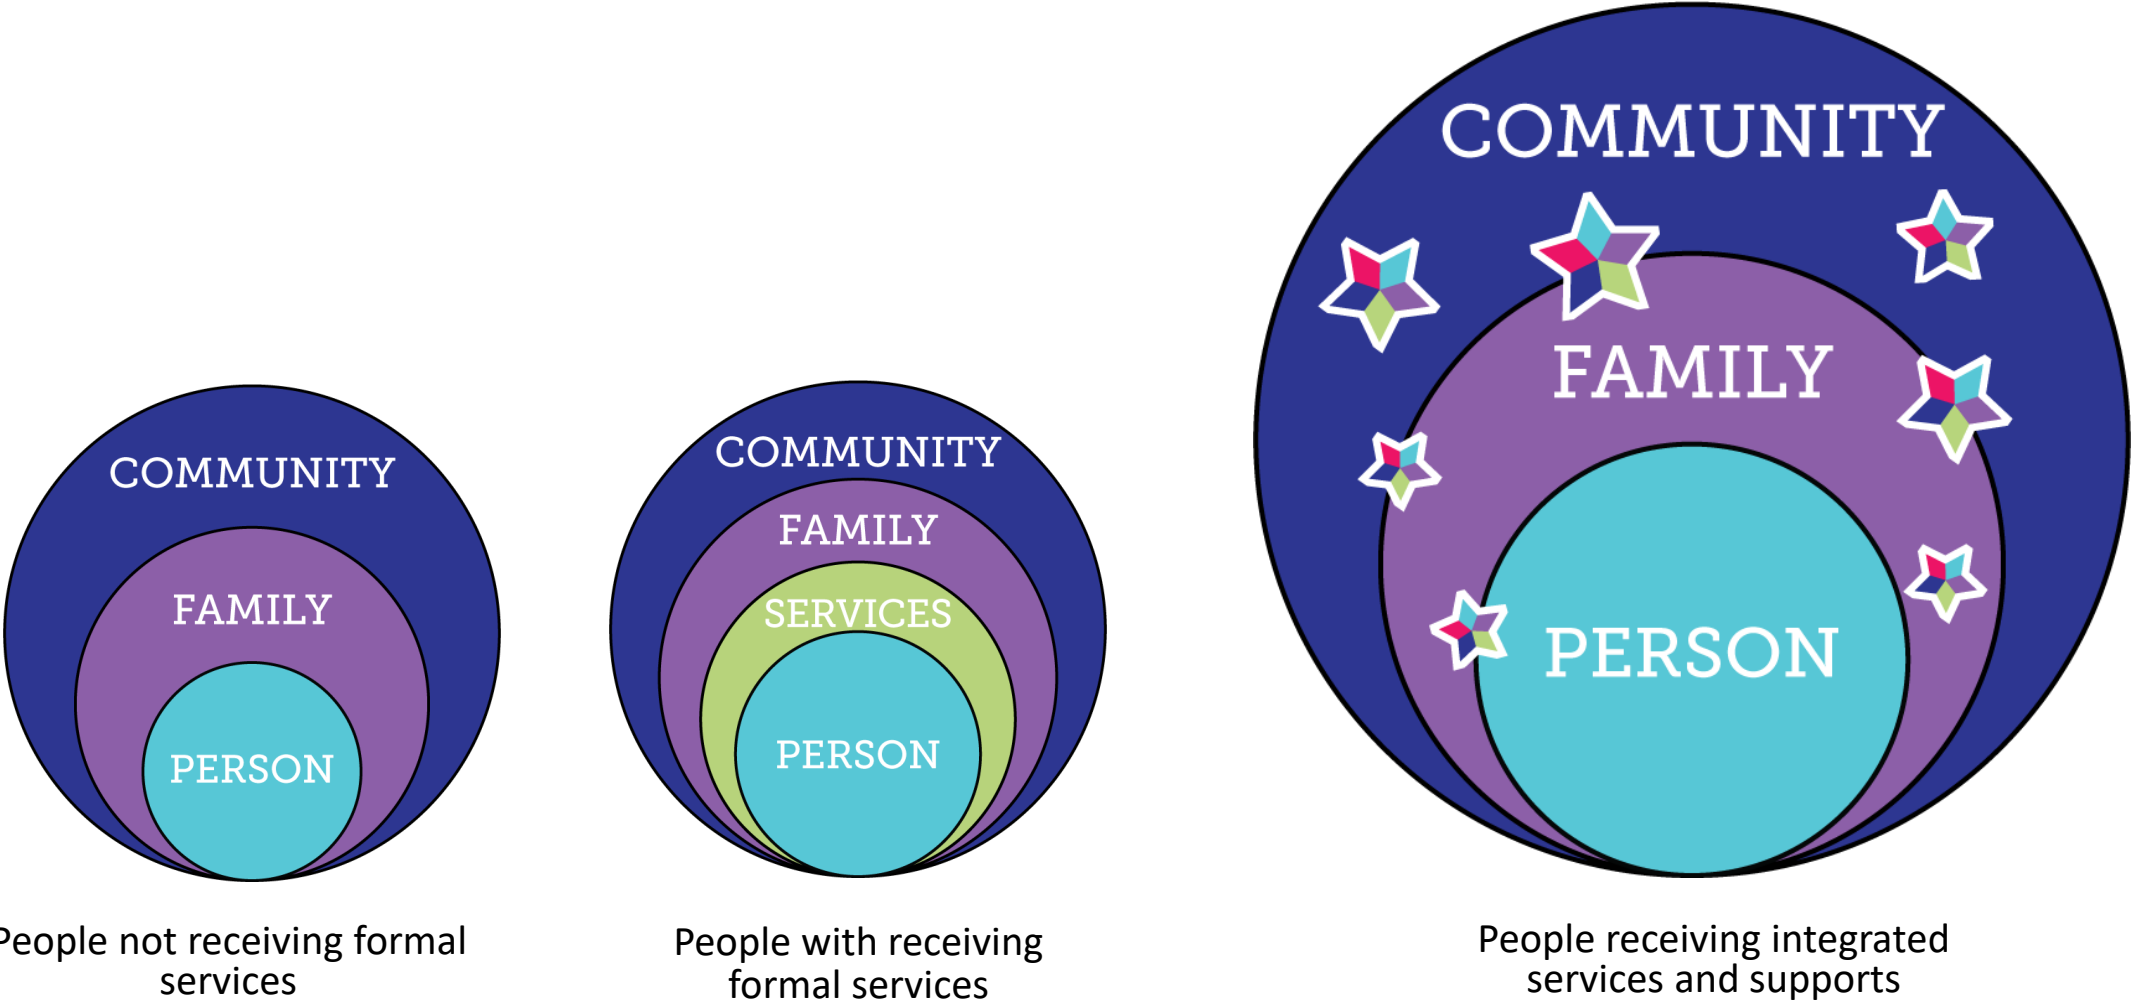 COMMUNITY
FAMILY
PERSON
People not receiving formal
services
COMMUNITY
FAMILY
SERVICES
PERSON
People with receiving
formal services
COMMUNITY
FAMILY
PERSON
People receiving integrated
services and supports